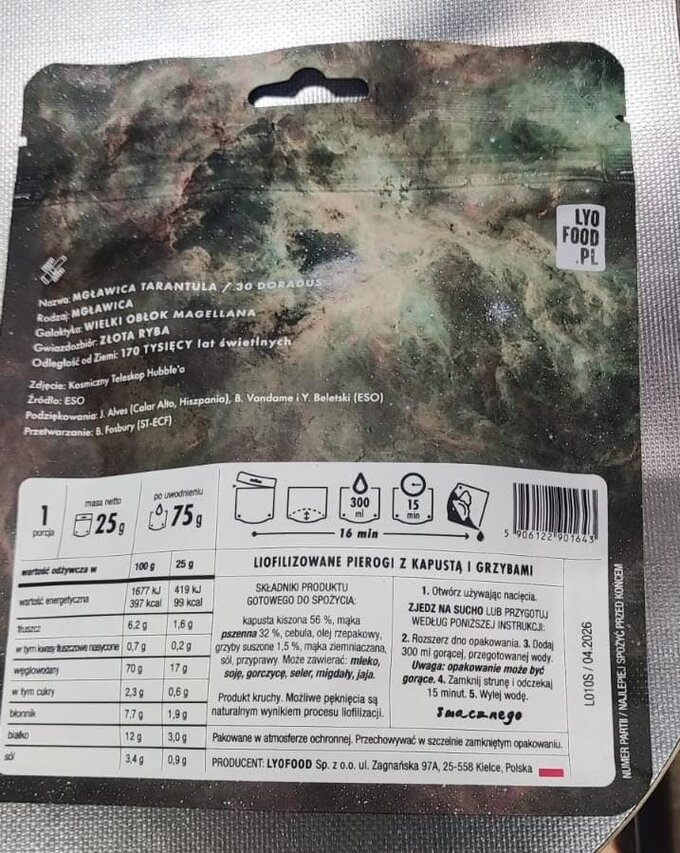 LYO
FOOD
.PL
Nazwa: MGŁAWICA TARANTULA / 30 DORADUS
Rodzaj: MGŁAWICA
Galaktyka: WIELKI OBŁOK MAGELLANA
Gwiazdozbiór: ZŁOTA RYBA
Odległość od Ziemi: 170 TYSIĘCY lat świetlnych
Zdjęcie: Kosmiczny Teleskop Hubble'a
Źródło: ESO
Podziękowania: J. Alves (Calar Alto, Hiszpania), B. Vandame i Y. Beletski (ESO)
Przetwarzanie: B. Fosbury (ST-ECF)
1
porcja
masa netto
25g
po uwodnieniu
75g
300
ml
15
min
16 min
5 906122 901643
wartość odżywcza w 100 g 25 g
wartość energetyczna 1677 kJ 419 kJ
397 kcal 99 kcal
tłuszcz 6,2 g 1,6 g
w tym kwasy tłuszczowe nasycone 0,7 g 0,2 g
węglowodany 70 g 17 g
w tym cukry 2,3 g 0,6 g
błonnik 7,7 g 1,9 g
białko 12 g 3,0 g
sól 3,4 g 0,9 g
LIOFILIZOWANE PIEROGI Z KAPUSTĄ I GRZYBAMI
SKŁADNIKI PRODUKTU
GOTOWEGO DO SPOŻYCIA:
kapusta kiszona 56 %, mąka
pszenna 32 %, cebula, olej rzepakowy,
grzyby suszone 1,5 %, mąka ziemniaczana,
sól, przyprawy. Może zawierać: mleko,
soję, gorczycę, seler, migdały, jaja.
Produkt kruchy. Możliwe pęknięcia są
naturalnym wynikiem procesu liofilizacji.
1. Otwórz używając nacięcia.
ZJEDZ NA SUCHO LUB PRZYGOTUJ
WEDŁUG PONIŻSZEJ INSTRUKCJI:
2. Rozszerz dno opakowania. 3. Dodaj
300 ml gorącej, przegotowanej wody.
Uwaga: opakowanie może być
gorące. 4. Zamknij strunę i odczekaj
15 minut. 5. Wylej wodę.
Smacznego
Pakowane w atmosferze ochronnej. Przechowywać w szczelnie zamkniętym opakowaniu.
PRODUCENT: LYOFOOD Sp. z o.o. ul. Zagnańska 97A, 25-558 Kielce, Polska
L010S / 04.2026
NUMER PARTII / NAJLEPIEJ SPOŻYĆ PRZED KOŃCEM